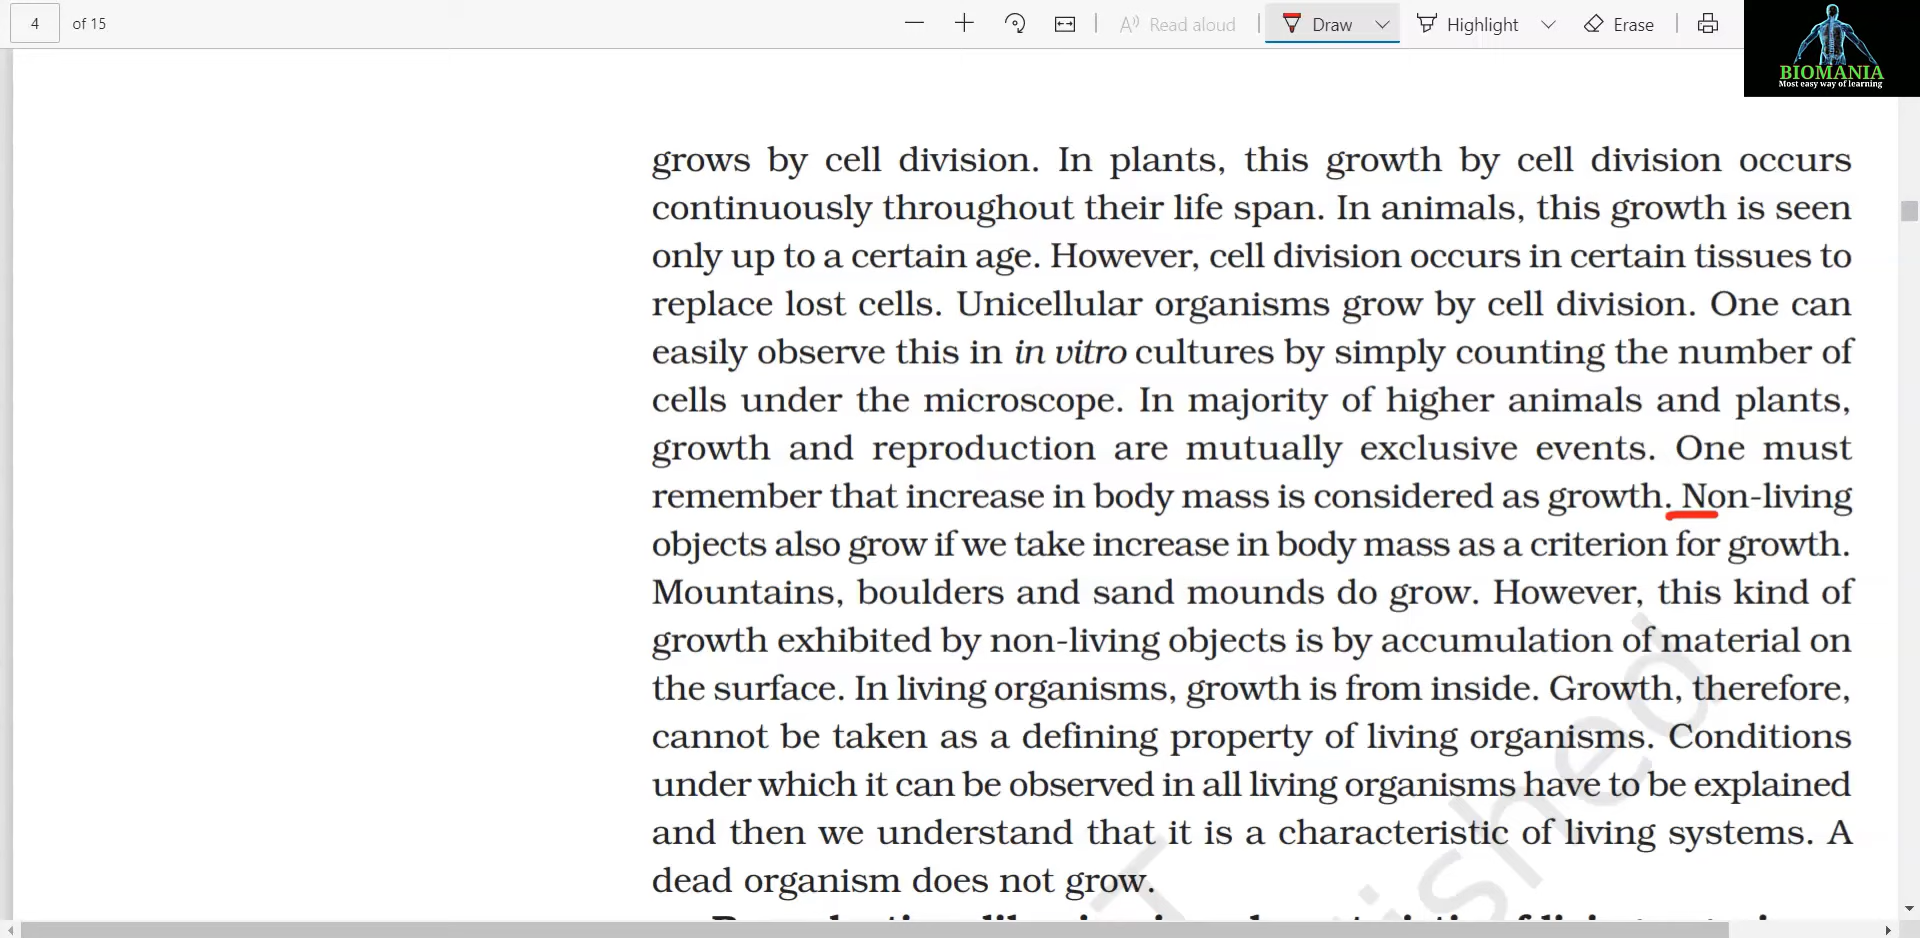 4 of 15 Read aloud Draw Highlight Erase
BIOMANIA
Most easy way of learning
grows by cell division. In plants, this growth by cell division occurs
continuously throughout their life span. In animals, this growth is seen
only up to a certain age. However, cell division occurs in certain tissues to
replace lost cells. Unicellular organisms grow by cell division. One can
easily observe this in in vitro cultures by simply counting the number of
cells under the microscope. In majority of higher animals and plants,
growth and reproduction are mutually exclusive events. One must
remember that increase in body mass is considered as growth. Non-living
objects also grow if we take increase in body mass as a criterion for growth.
Mountains, boulders and sand mounds do grow. However, this kind of
growth exhibited by non-living objects is by accumulation of material on
the surface. In living organisms, growth is from inside. Growth, therefore,
cannot be taken as a defining property of living organisms. Conditions
under which it can be observed in all living organisms have to be explained
and then we understand that it is a characteristic of living systems. A
dead organism does not grow.